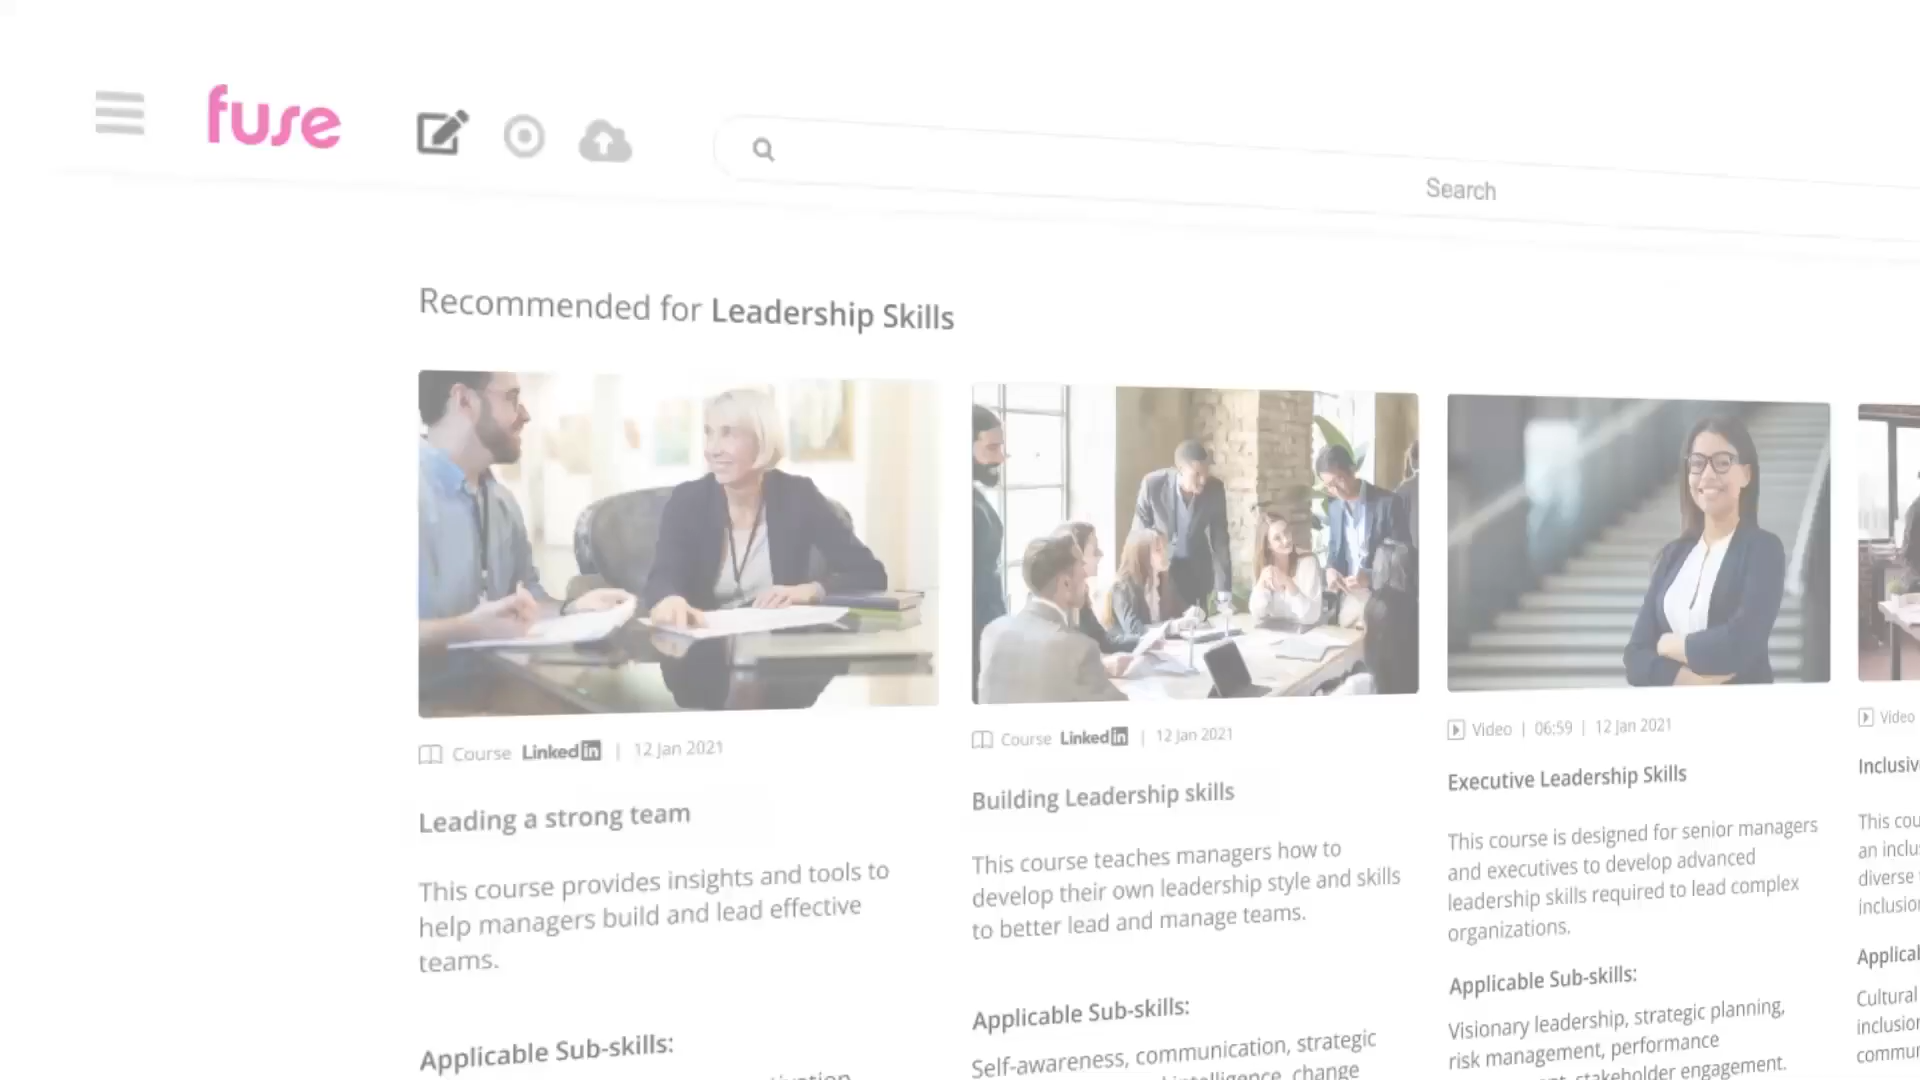 fuse
Search
Recommended for Leadership Skills
Course Linkedin | 12 Jan 2021
Leading a strong team
This course provides insights and tools to
help managers build and lead effective
teams.
Applicable Sub-skills:
Course Linkedin | 12 Jan 2021
Building Leadership skills
This course teaches managers how to
develop their own leadership style and skills
to better lead and manage teams.
Applicable Sub-skills:
Self-awareness, communication, strategic
intelligence, change
Video | 06:59 | 12 Jan 2021
Executive Leadership Skills
This course is designed for senior managers
and executives to develop advanced
leadership skills required to lead complex
organizations.
Applicable Sub-skills:
Visionary leadership, strategic planning,
risk management, performance
stakeholder engagement.
Video
This
diverse
Cultural